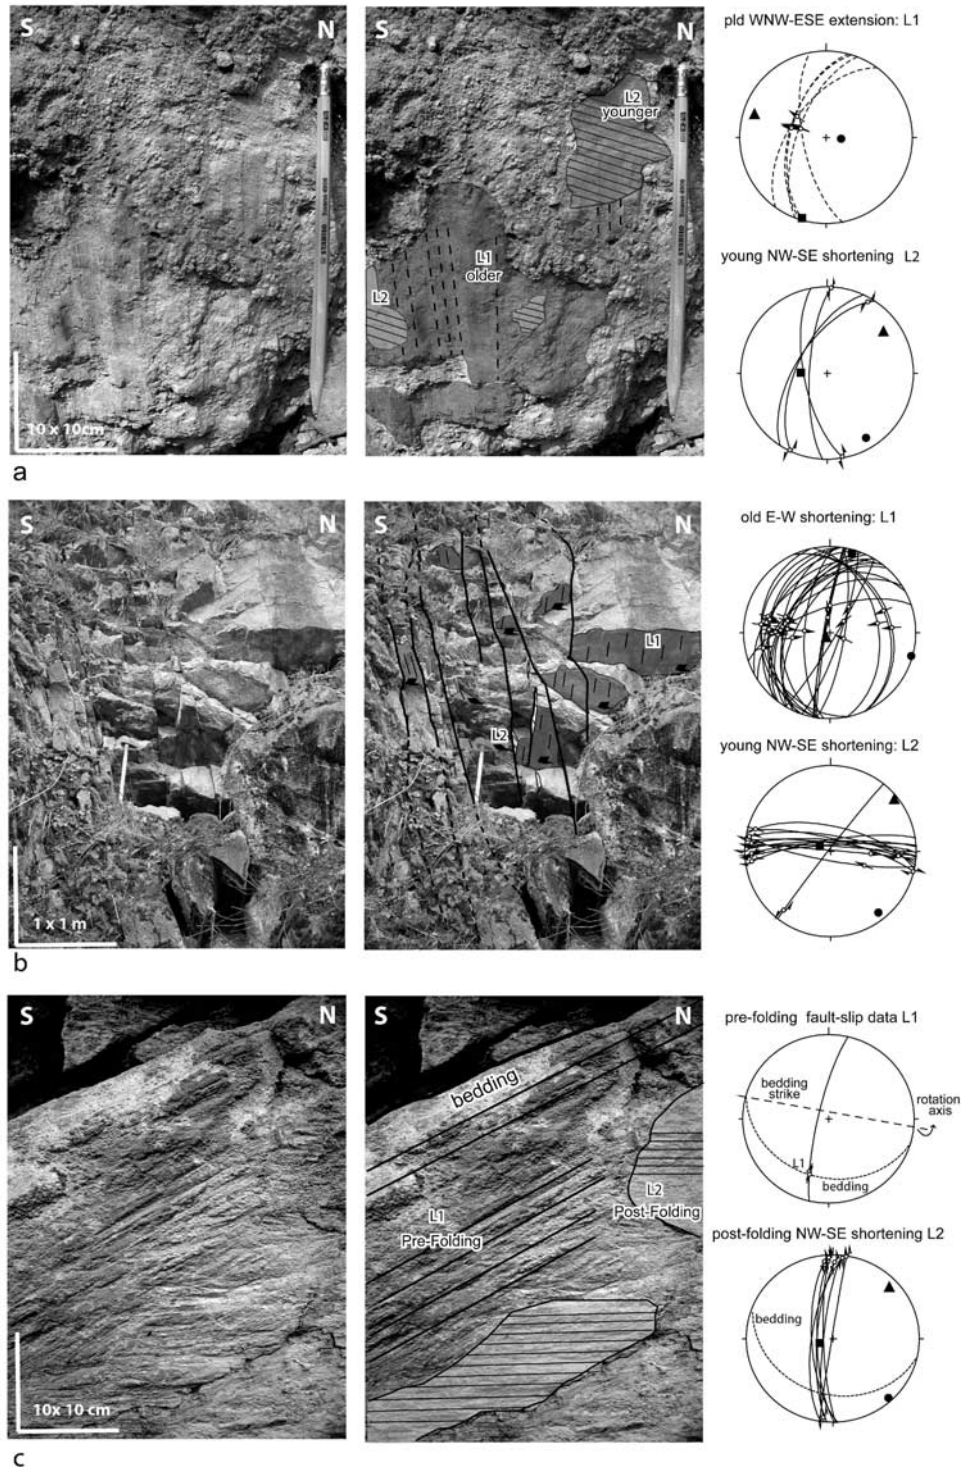 S
N
10 x 10cm
S
N
L2
younger
L1
older
L2
pld WNW-ESE extension: L1
young NW-SE shortening L2
a
S
N
1 x 1 m
S
N
L1
L2
old E-W shortening: L1
young NW-SE shortening: L2
b
S
N
10x 10 cm
S
N
bedding
L1
Pre-Folding
L2
Post-Folding
pre-folding fault-slip data L1
bedding
strike
rotation
axis
L1
bedding
post-folding NW-SE shortening L2
bedding
c